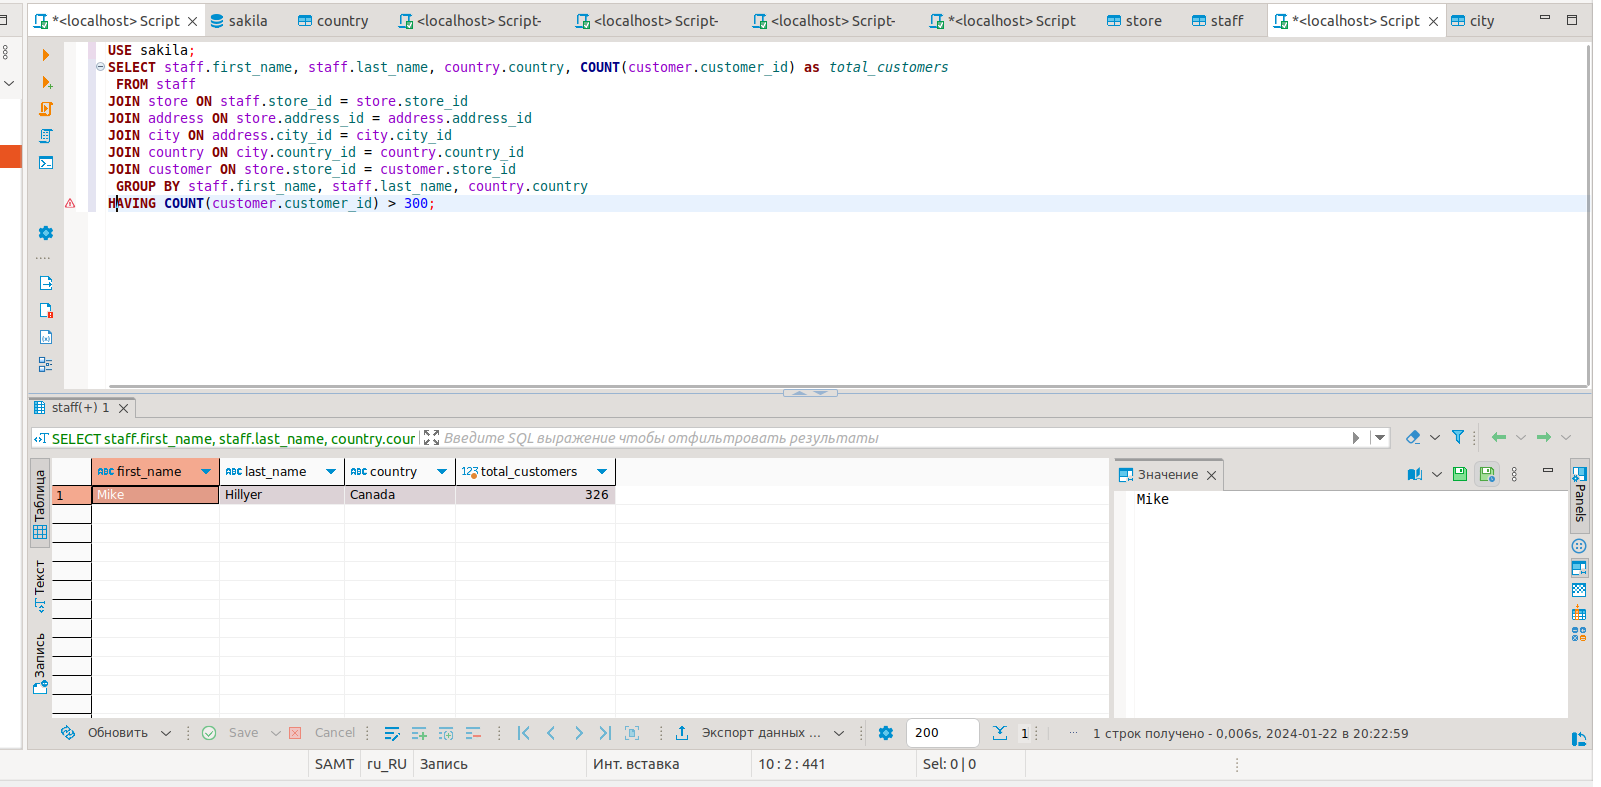 *<localhost> Script
sakila
country
<localhost> Script-
<localhost> Script-
<localhost> Script-
*<localhost> Script
store
staff
*<localhost> Script
city
USE sakila;
SELECT staff.first_name, staff.last_name, country.country, COUNT(customer.customer_id) as total_customers
FROM staff
JOIN store ON staff.store_id = store.store_id
JOIN address ON store.address_id = address.address_id
JOIN city ON address.city_id = city.city_id
JOIN country ON city.country_id = country.country_id
JOIN customer ON store.store_id = customer.store_id
GROUP BY staff.first_name, staff.last_name, country.country
HAVING COUNT(customer.customer_id) > 300;
staff(+) 1
SELECT staff.first_name, staff.last_name, country.cour
Введите SQL выражение чтобы отфильтровать результаты
Таблица
Текст
Запись
ABC first_name
ABC last_name
ABC country
123 total_customers
1
Mike
Hillyer
Canada
326
Значение
Mike
Panels
Обновить
Save
Cancel
Экспорт данных ...
200
1
1 строк получено - 0,006s, 2024-01-22 в 20:22:59
SAMT
ru_RU
Запись
Инт. вставка
10 : 2 : 441
Sel: 0 | 0